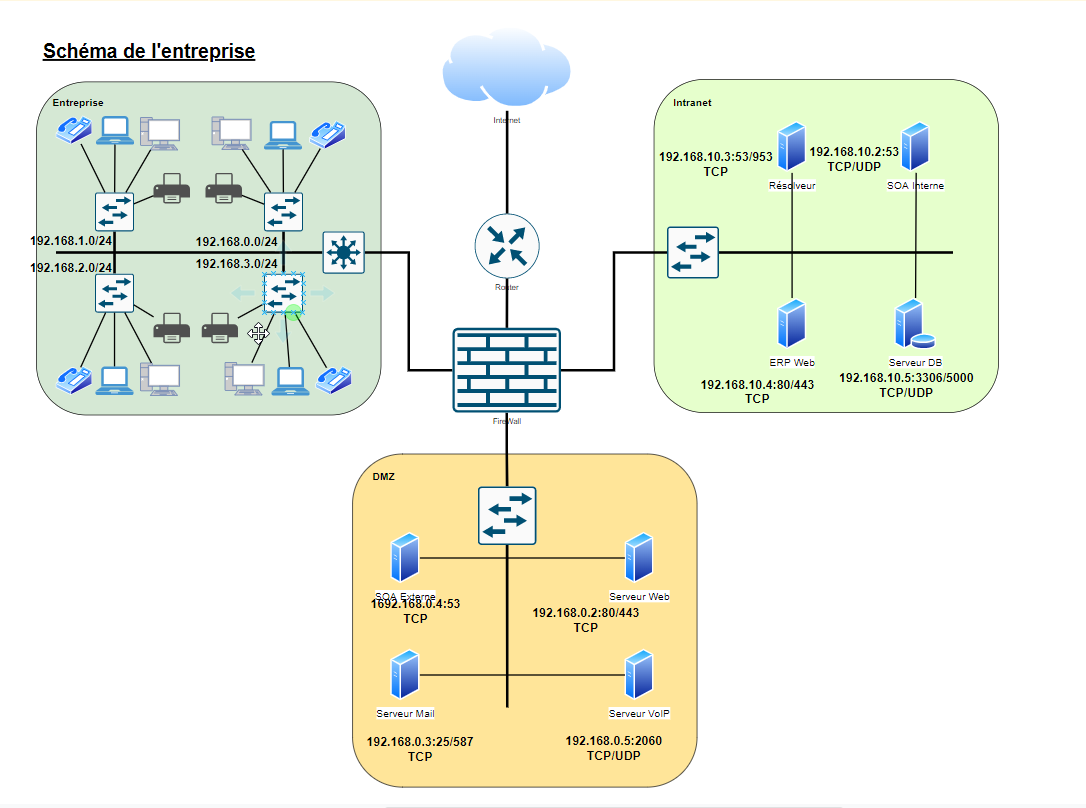 Schéma de l'entreprise
Entreprise
192.168.1.0/24
192.168.0.0/24
192.168.2.0/24
192.168.3.0/24
Internet
Router
FireWall
Intranet
192.168.10.3:53/953
TCP
Résolveur
192.168.10.2:53
TCP/UDP
SOA Interne
ERP Web
192.168.10.4:80/443
TCP
Serveur DB
192.168.10.5:3306/5000
TCP/UDP
DMZ
SOA Externe
1692.168.0.4:53
TCP
Serveur Web
192.168.0.2:80/443
TCP
Serveur Mail
192.168.0.3:25/587
TCP
Serveur VoIP
192.168.0.5:2060
TCP/UDP